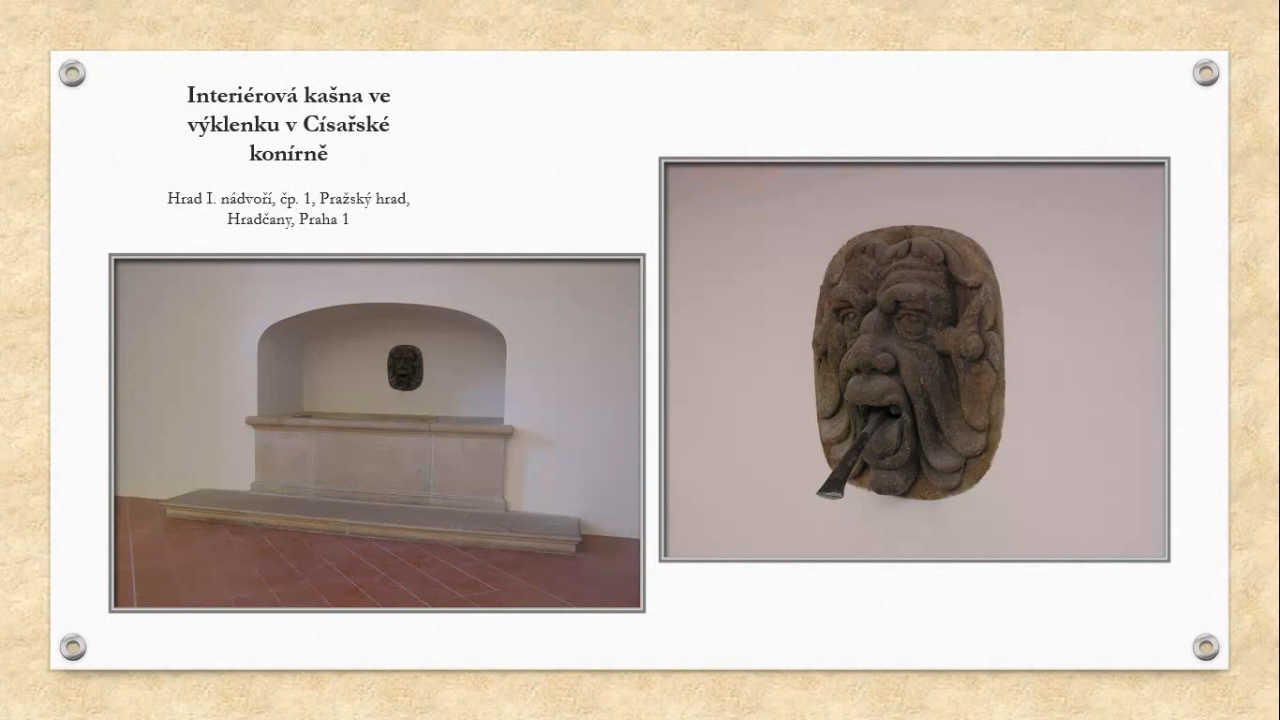 Interiérová kašna ve
výklenku v Císařské
konírně
Hrad I. nádvoří, čp. 1, Pražský hrad,
Hradčany, Praha 1